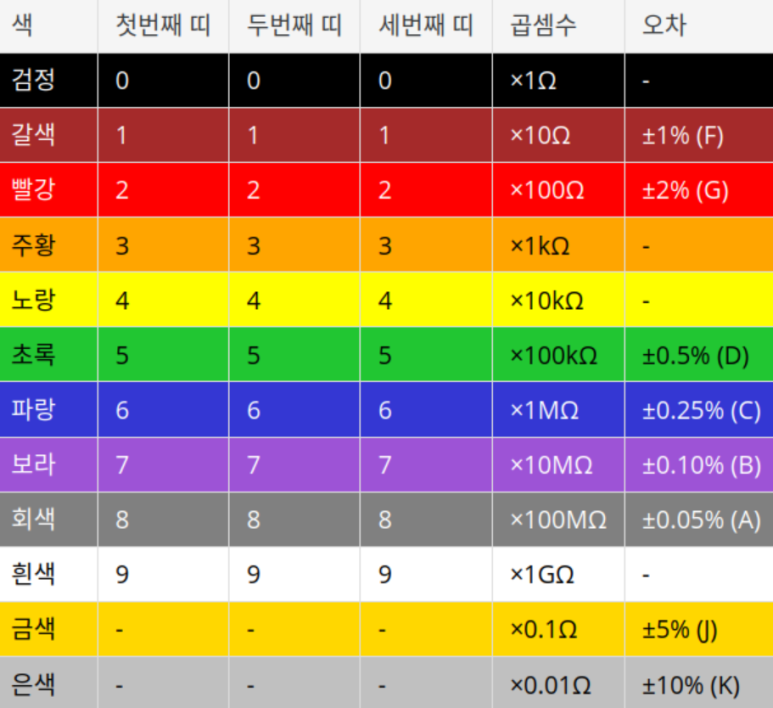 색 첫번째 띠 두번째 띠 세번째 띠 곱셈수 오차
검정 0 0 0 ×1Ω -
갈색 1 1 1 ×10Ω ±1% (F)
빨강 2 2 2 ×100Ω ±2% (G)
주황 3 3 3 ×1kΩ -
노랑 4 4 4 ×10kΩ -
초록 5 5 5 ×100kΩ ±0.5% (D)
파랑 6 6 6 ×1MΩ ±0.25% (C)
보라 7 7 7 ×10MΩ ±0.10% (B)
회색 8 8 8 ×100MΩ ±0.05% (A)
흰색 9 9 9 ×1GΩ -
금색 - - - ×0.1Ω ±5% (J)
은색 - - - ×0.01Ω ±10% (K)